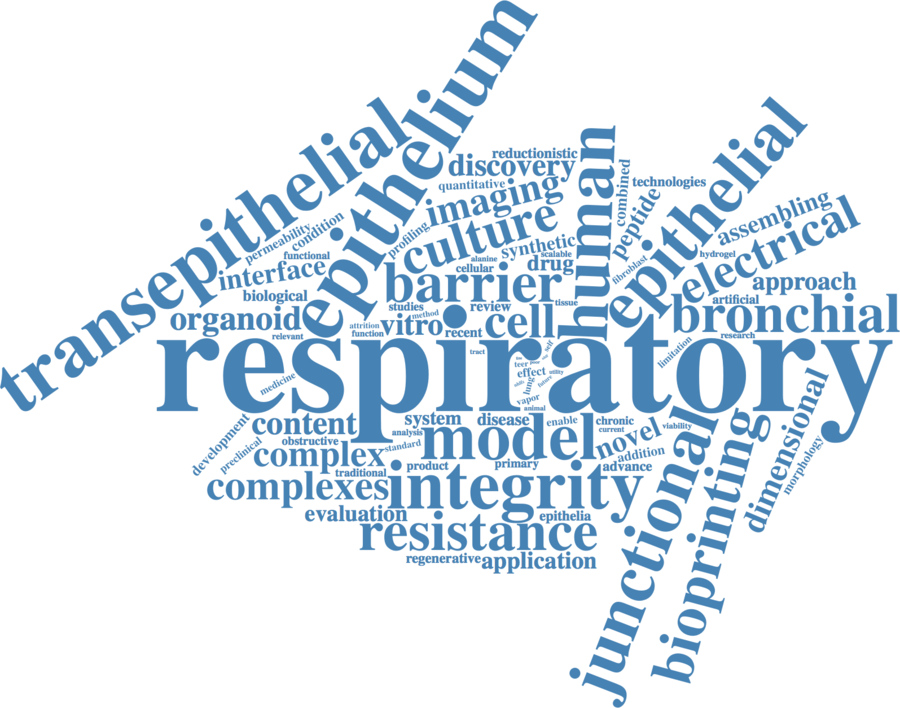 epithelium
transepithelial
epithelial
human
reductionistic
discovery
quantitative
imaging
combined
technologies
peptide
assembling
electrical
condition
permeability
functional
interface
profiling
culture
synthetic
scalable
alanine
cellular
drug
fibroblast
hydrogel
approach
biological
barrier
tissue
artificial
organoid
studies
method
review
bronchial
relevant
attrition
function
vitro
recent
cell
research
limitation
respiratory
tract
self
teer
effect
utility
future
lung
medicine
vapor
animal
content
system
disease
enable
chronic
current
viability
development
preclinical
obstructive
analysis
standard
model
novel
addition
complex
traditional
product
primary
advance
dimensional
morphology
complexes
integrity
junctional
bioprinting
evaluation
epithelia
resistance
regenerative
application